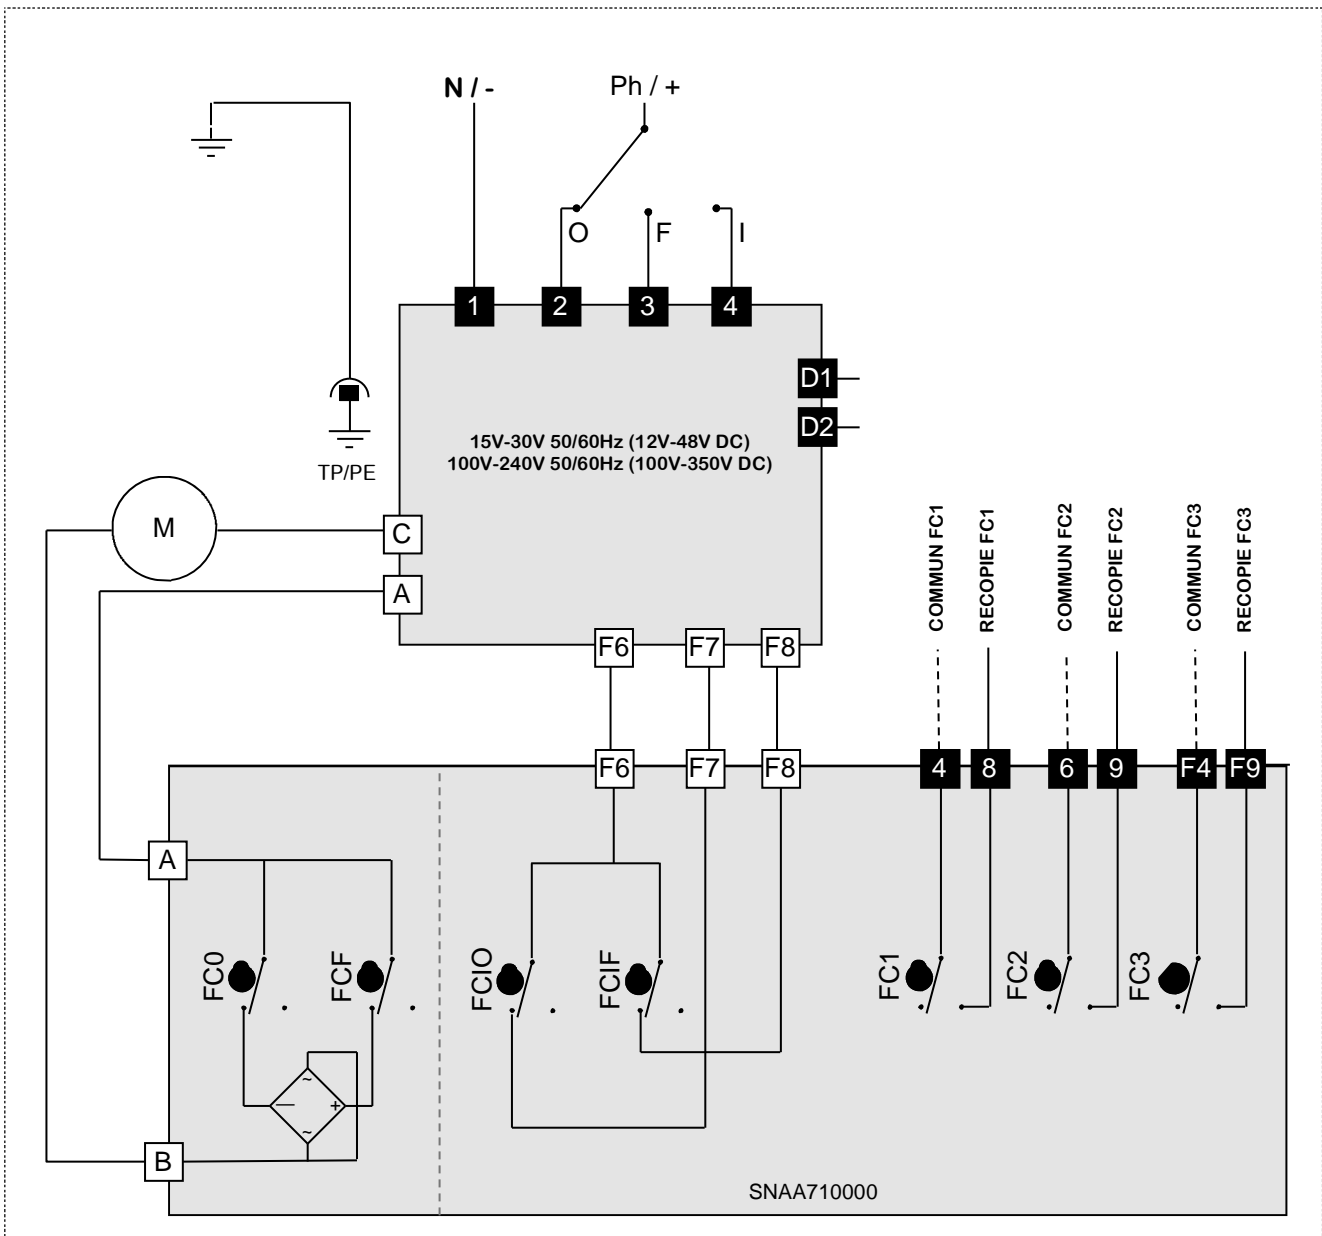 N / -
Ph / +
O
F
I
1
2
3
4
D1
D2
15V-30V 50/60Hz (12V-48V DC)
100V-240V 50/60Hz (100V-350V DC)
TP/PE
M
C
A
F6
F7
F8
COMMUN FC1
RECOPIE FC1
COMMUN FC2
RECOPIE FC2
COMMUN FC3
RECOPIE FC3
F6
F7
F8
4
8
6
9
F4
F9
A
FC0
FCF
FCIO
FCIF
FC1
FC2
FC3
~
—
+
~
B
SNAA710000